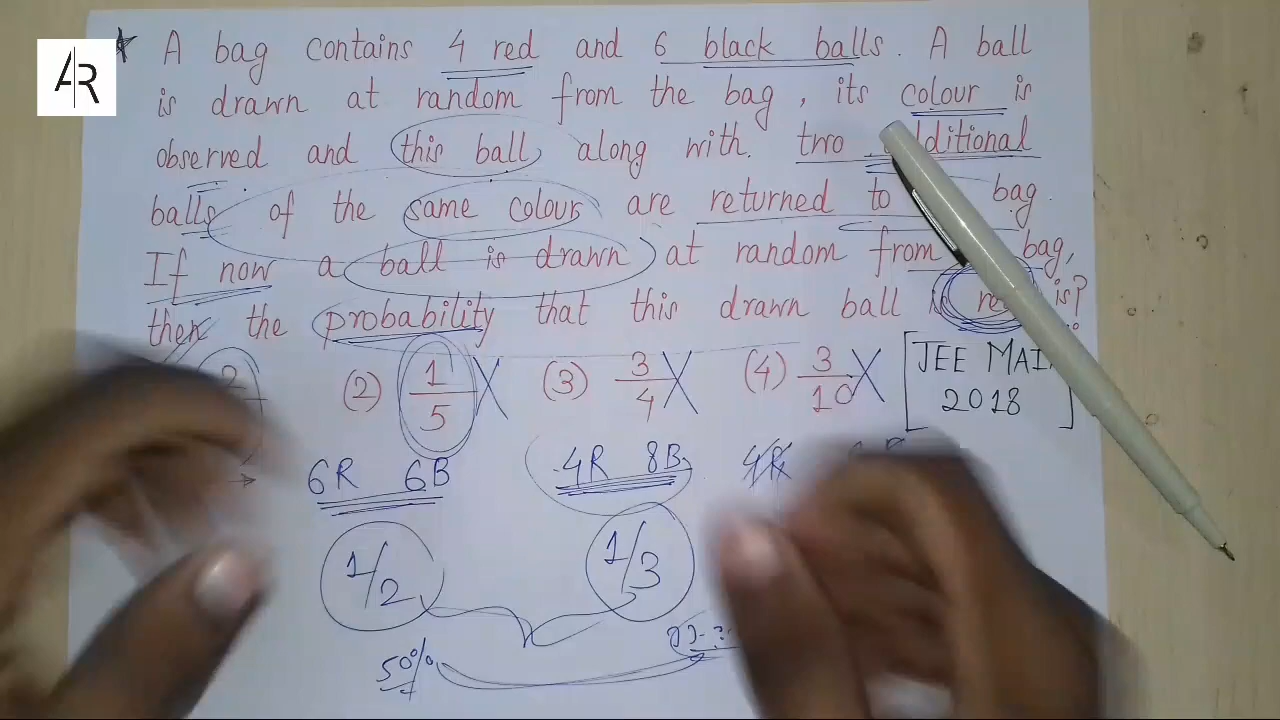 AR
A bag contains 4 red and 6 black balls. A ball
is drawn at random from the bag, its colour is
observed and this ball along with. two additional
balls of the same colour are returned to bag.
If now a ball is drawn at random from bag,
then the probability that this drawn ball is is?
(2) 1/5 X (3) 3/4 X (4) 3/10 X
[JEE MAIN
2018]
6R 6B 4R 8B 4R
1/2 1/3
50%